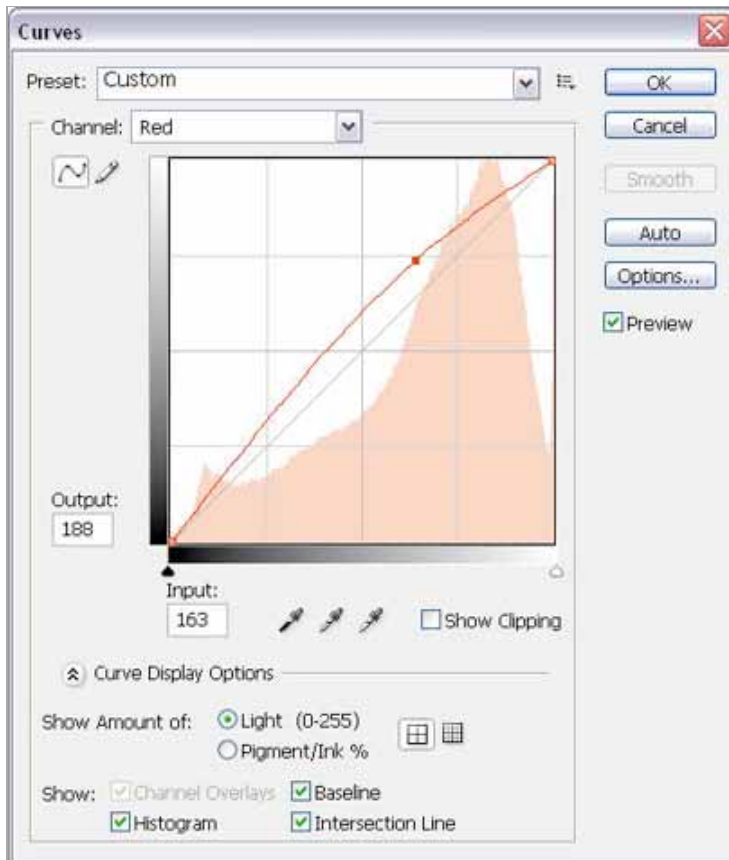 Curves
Preset: Custom
OK
Channel: Red
Cancel
Smooth
Auto
Options...
Preview
Output:
188
Input:
163
Show Clipping
Curve Display Options
Show Amount of: Light (0-255)
Pigment/Ink %
Show: Channel Overlays Baseline
Histogram Intersection Line